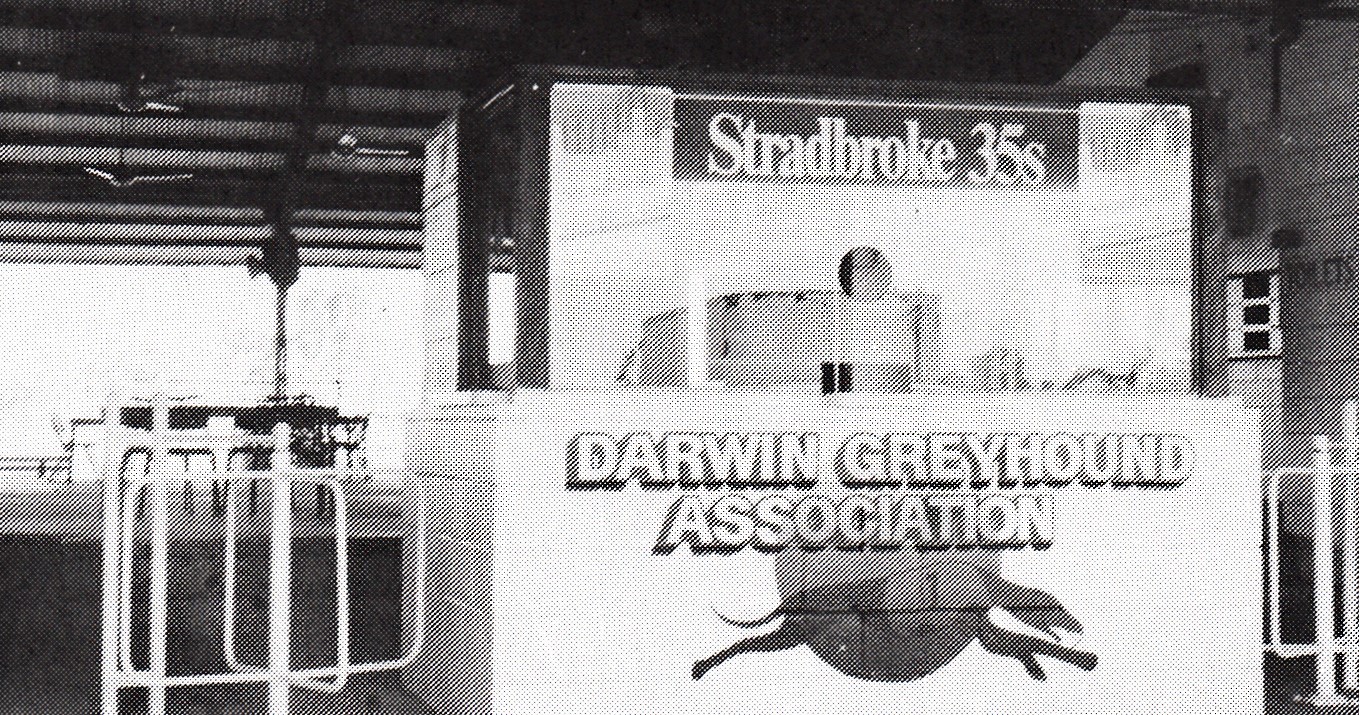 Stradbroke 35s
DARWIN GREYHOUND
ASSOCIATION